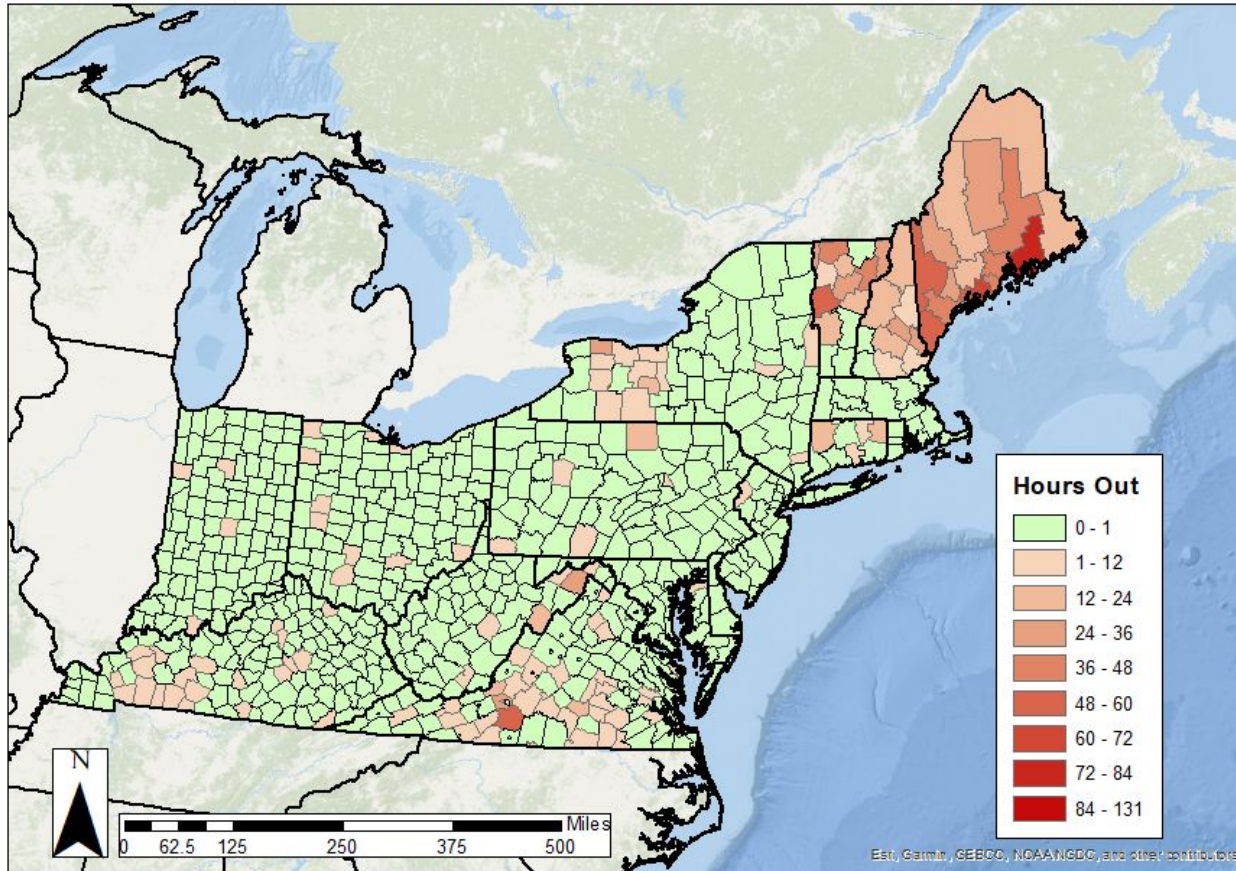 Hours Out
0 - 1
1 - 12
12 - 24
24 - 36
36 - 48
48 - 60
60 - 72
72 - 84
84 - 131
N
Miles
0 62.5 125 250 375 500
Esri, Garmin, GEBCO, NOAA NGDC, and other contributors